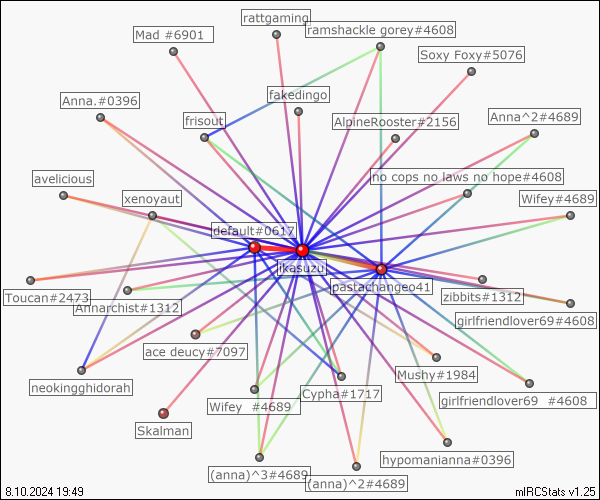 rattgaming
Mad #6901
ramshackle gorey#4608
Soxy Foxy#5076
fakedingo
Anna.#0396
frisout
AlpineRooster#2156
Anna^2#4689
no cops no laws no hope#4608
avelicious
xenoyaut
Wifey#4689
default#0617
ikasuzu
pastachangeo41
Toucan#2473
Annarchist#1312
zibbits#1312
girlfriendlover69#4608
ace deucy#7097
Mushy#1984
neokingghidorah
Cypha#1717
Wifey  #4689
girlfriendlover69  #4608
Skalman
hypomanianna#0396
(anna)^3#4689
(anna)^2#4689
8.10.2024 19:49
mIRCStats v1.25